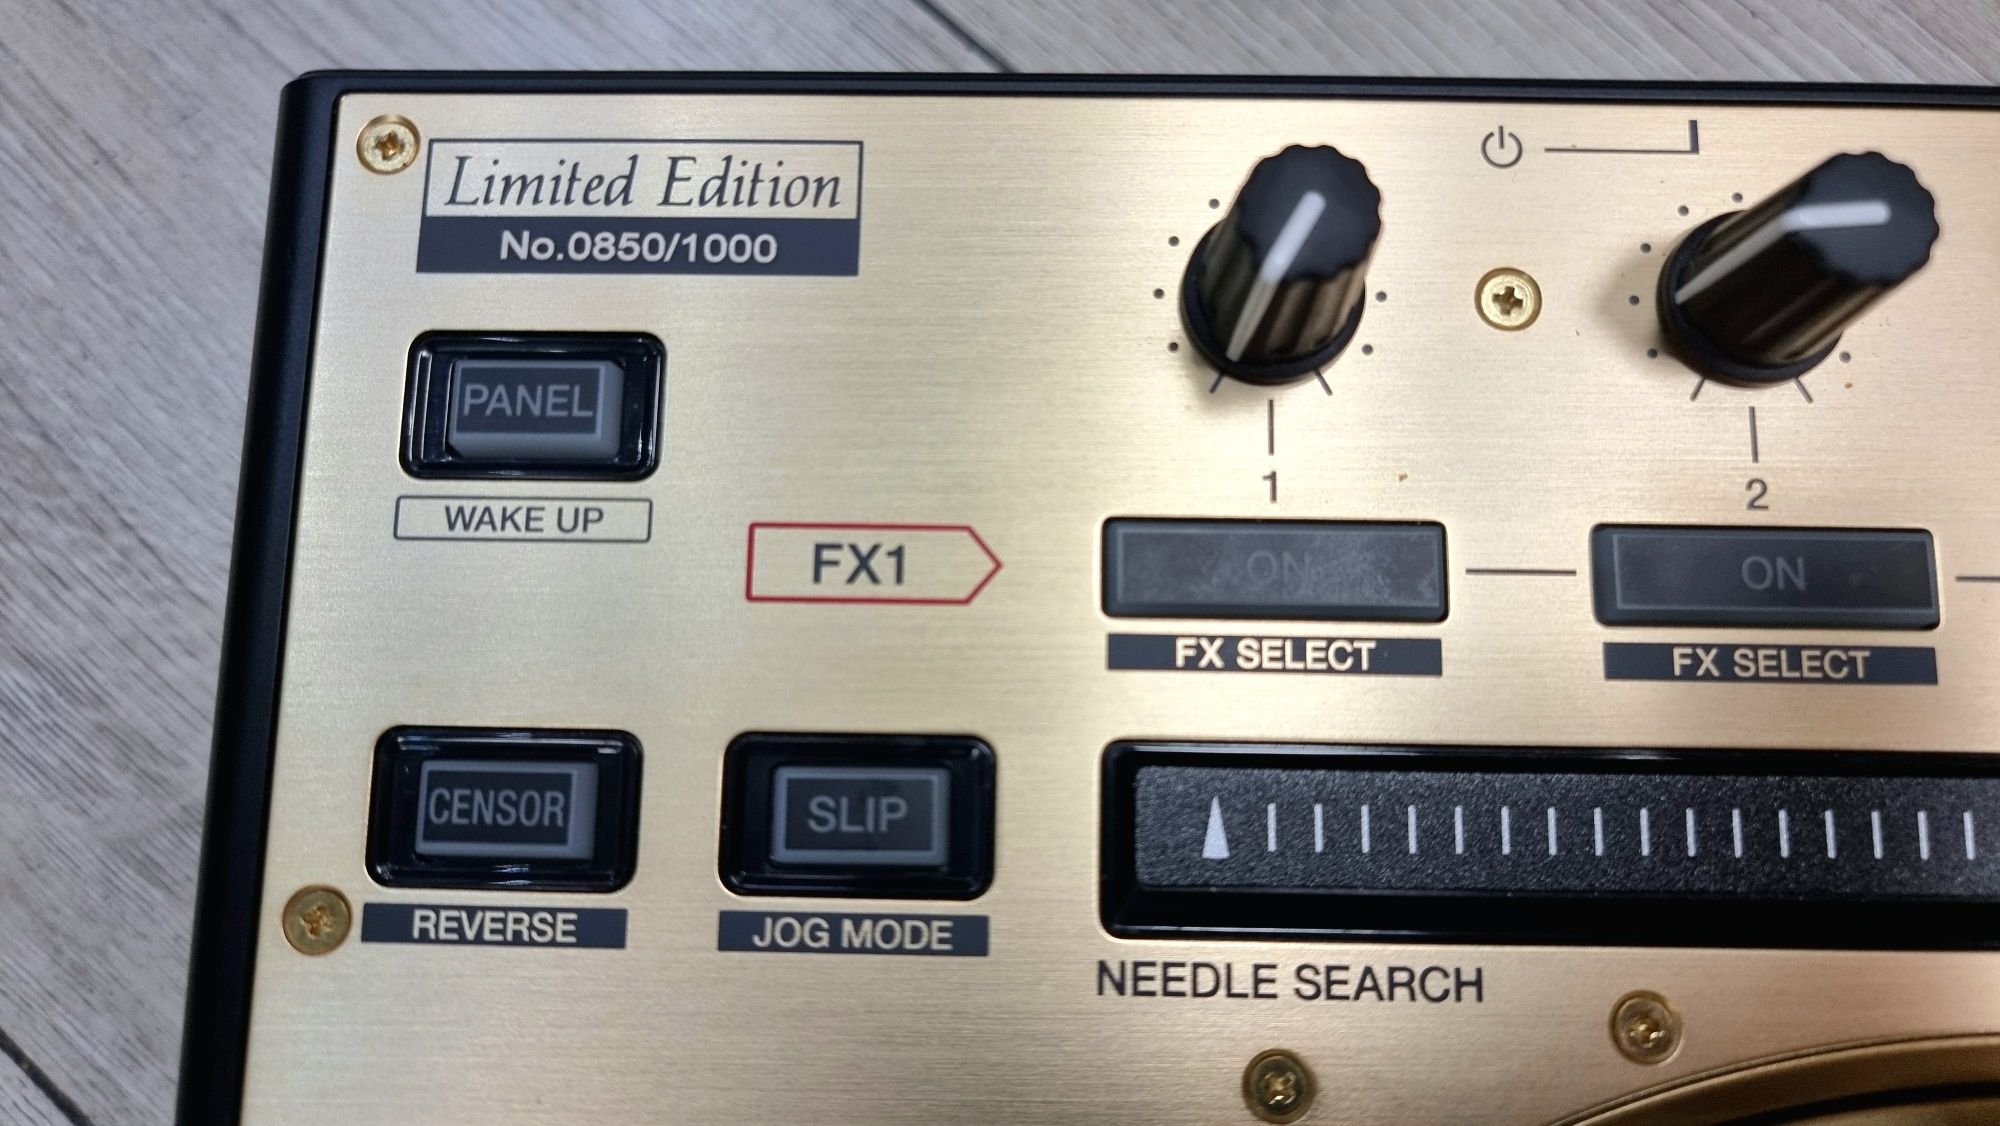 Limited Edition
No.0850/1000
PANEL
WAKE UP
1
2
FX1
ON
ON
FX SELECT
FX SELECT
CENSOR
SLIP
REVERSE
JOG MODE
NEEDLE SEARCH